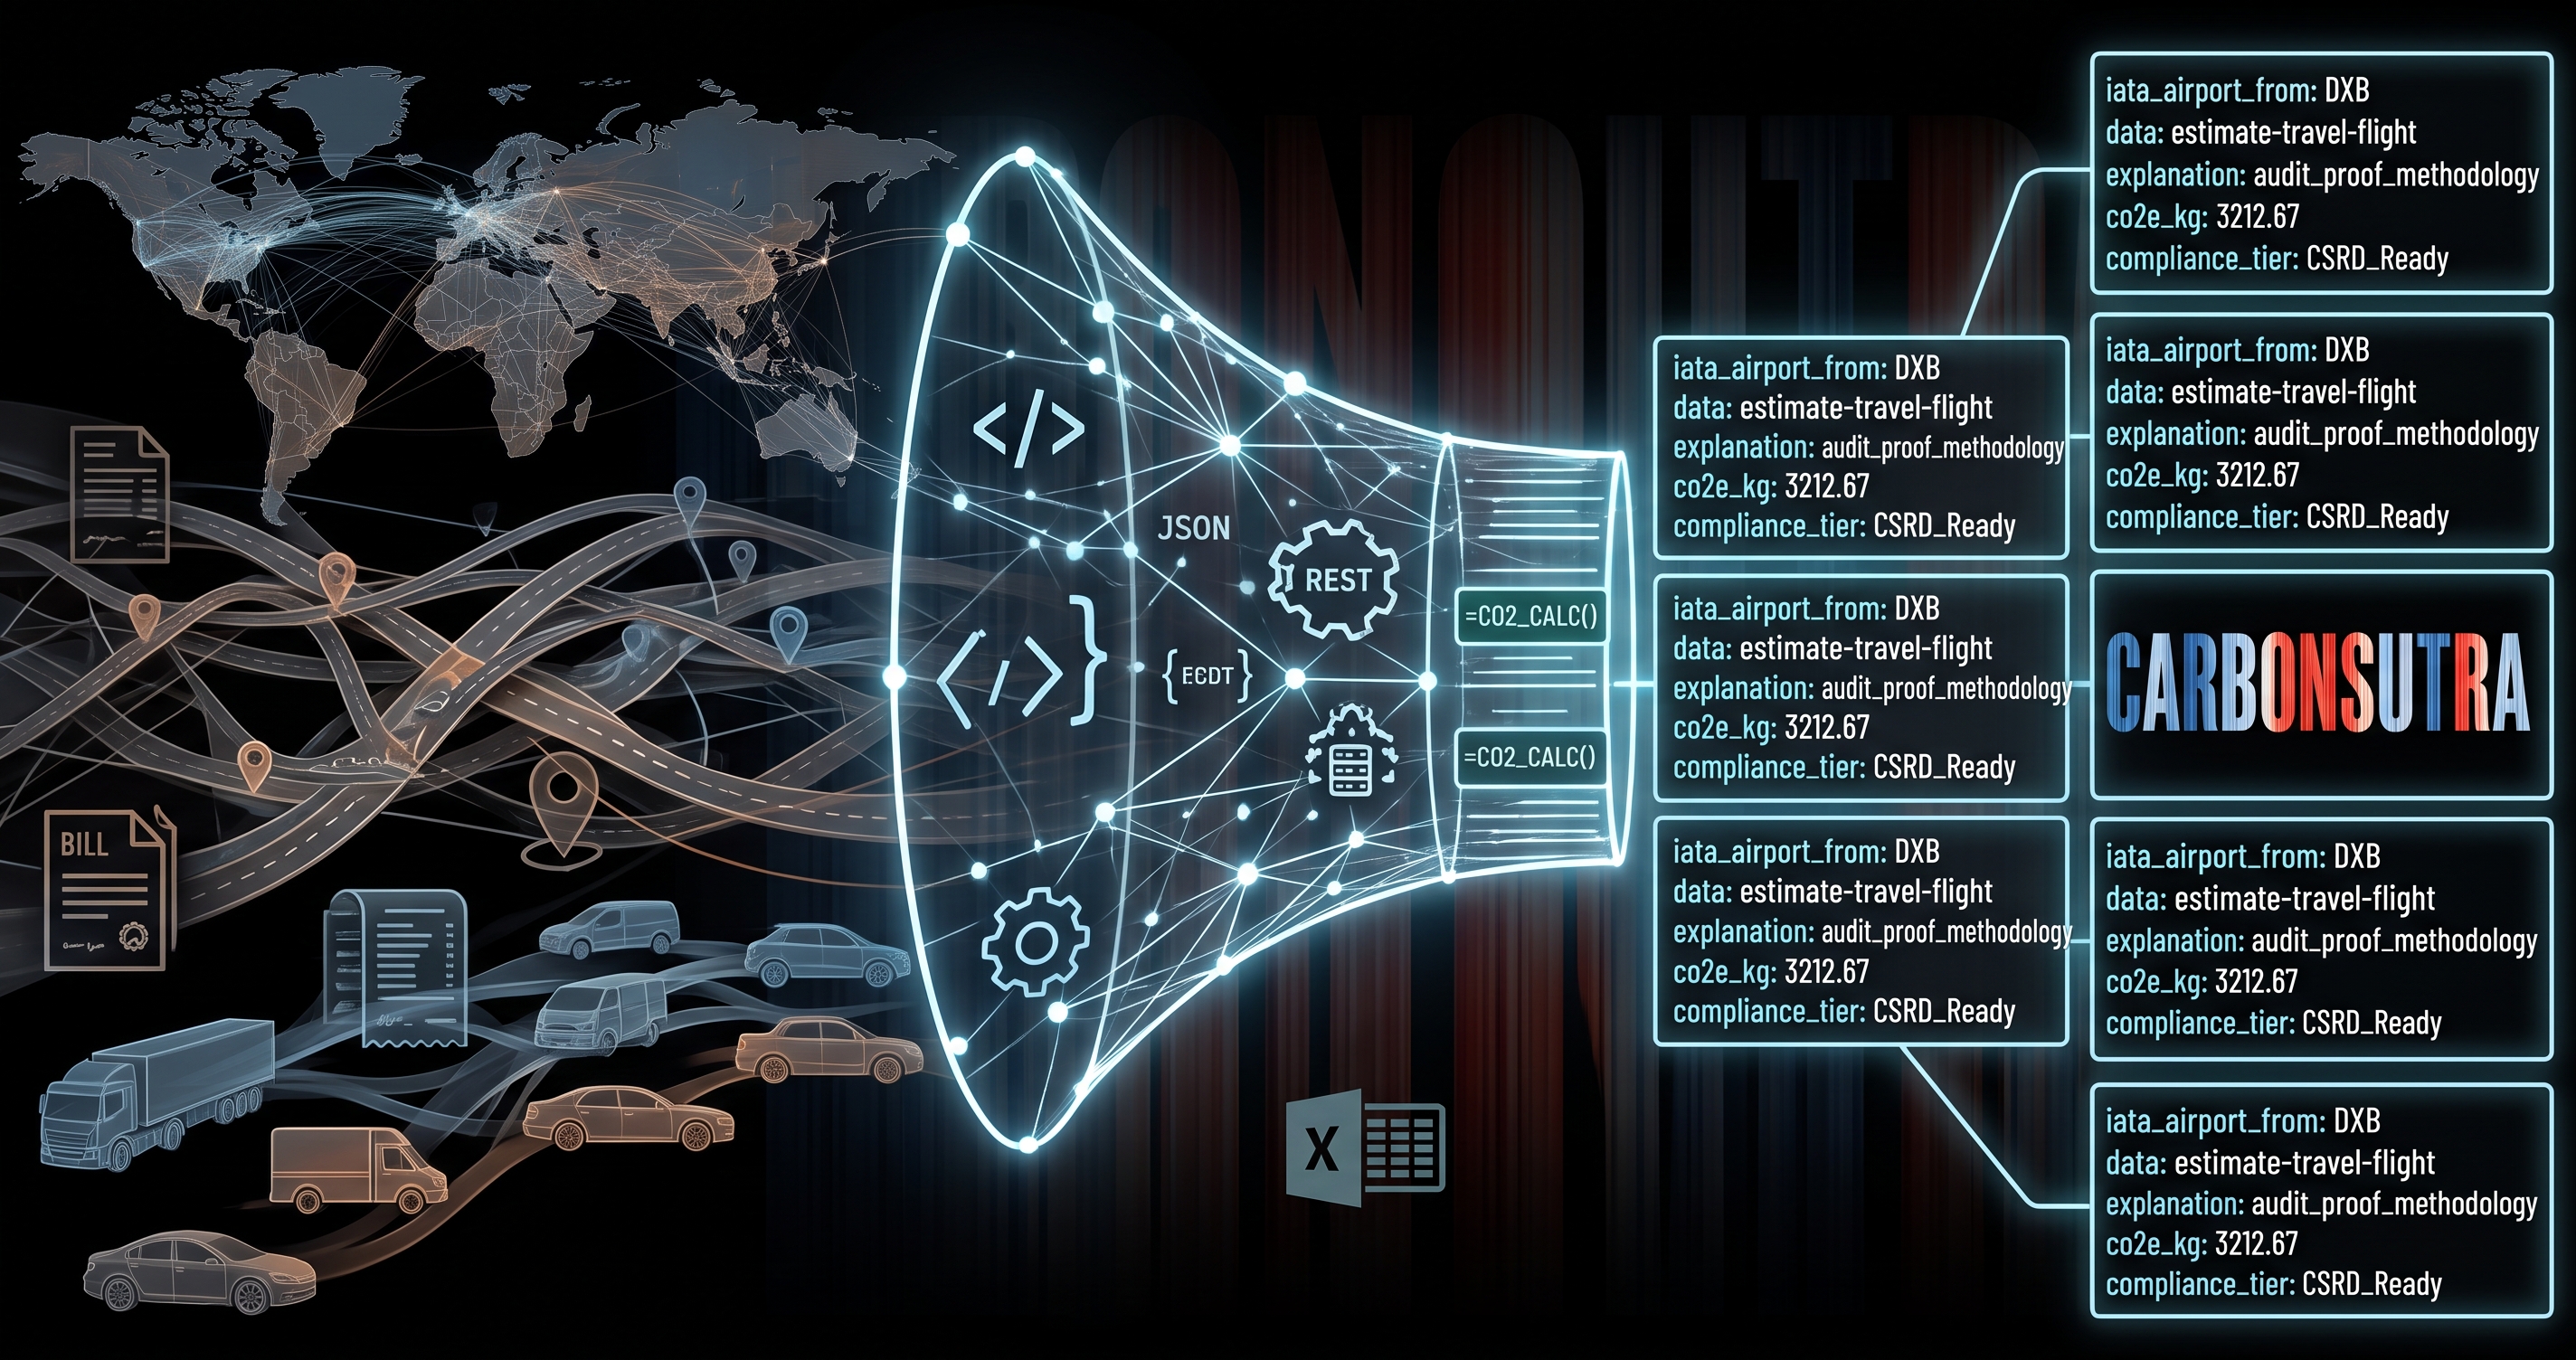 BILL
</>
JSON
REST
</>}
{EGDT}
=CO2_CALC()
=CO2_CALC()
X
iata_airport_from: DXB
data: estimate-travel-flight
explanation: audit_proof_methodology
co2e_kg: 3212.67
compliance_tier: CSRD_Ready
iata_airport_from: DXB
data: estimate-travel-flight
explanation: audit_proof_methodology
co2e_kg: 3212.67
compliance_tier: CSRD_Ready
iata_airport_from: DXB
data: estimate-travel-flight
explanation: audit_proof_methodology
co2e_kg: 3212.67
compliance_tier: CSRD_Ready
iata_airport_from: DXB
data: estimate-travel-flight
explanation: audit_proof_methodology
co2e_kg: 3212.67
compliance_tier: CSRD_Ready
iata_airport_from: DXB
data: estimate-travel-flight
explanation: audit_proof_methodology
co2e_kg: 3212.67
compliance_tier: CSRD_Ready
CARBONSUTRA
iata_airport_from: DXB
data: estimate-travel-flight
explanation: audit_proof_methodology
co2e_kg: 3212.67
compliance_tier: CSRD_Ready
iata_airport_from: DXB
data: estimate-travel-flight
explanation: audit_proof_methodology
co2e_kg: 3212.67
compliance_tier: CSRD_Ready